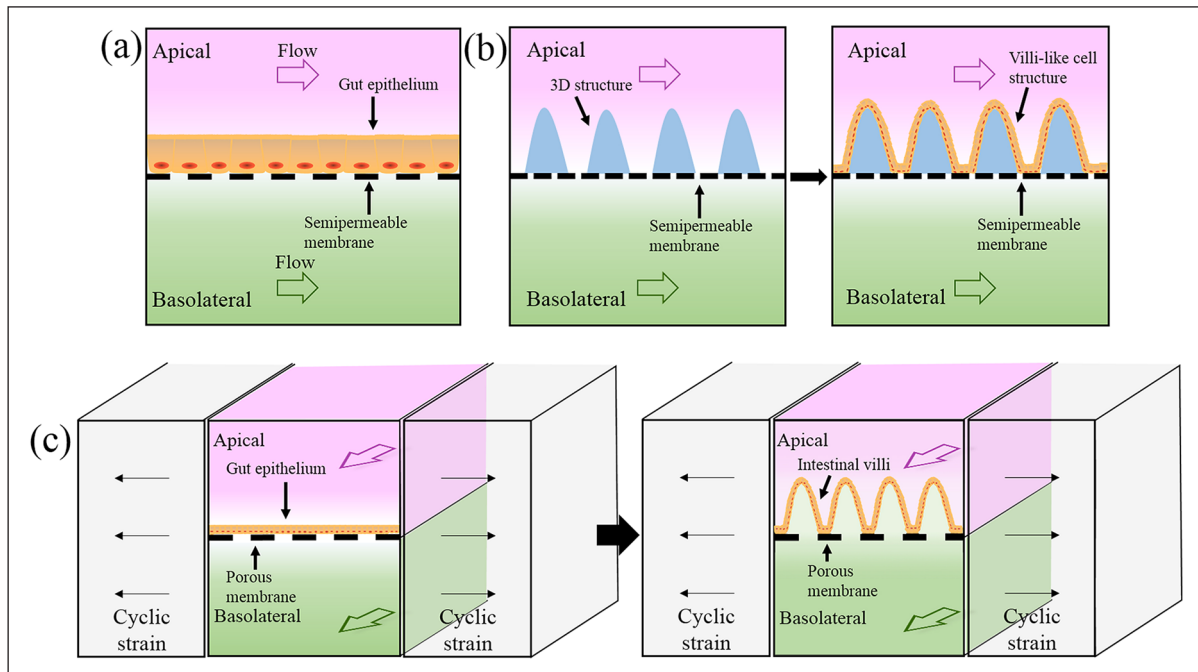 (a)
Apical
Flow
Gut epithelium
Semipermeable
membrane
Flow
Basolateral
(b)
Apical
3D structure
Semipermeable
membrane
Basolateral
Apical
Villi-like cell
structure
Semipermeable
membrane
Basolateral
(c)
Cyclic
strain
Apical
Gut epithelium
Porous
membrane
Basolateral
Cyclic
strain
Cyclic
strain
Apical
Intestinal villi
Porous
membrane
Basolateral
Cyclic
strain